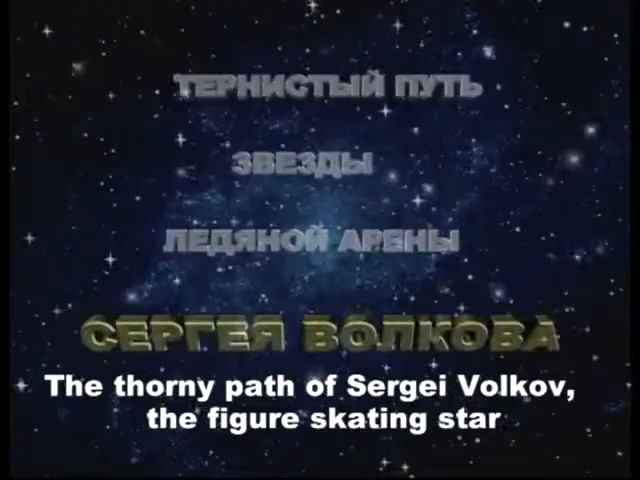 ТЕРНИСТЫЙ ПУТЬ
ЗВЕЗДЫ
ЛЕДЯНОЙ АРЕНЫ
СЕРГЕЯ ВОЛКОВА
The thorny path of Sergei Volkov,
the figure skating star